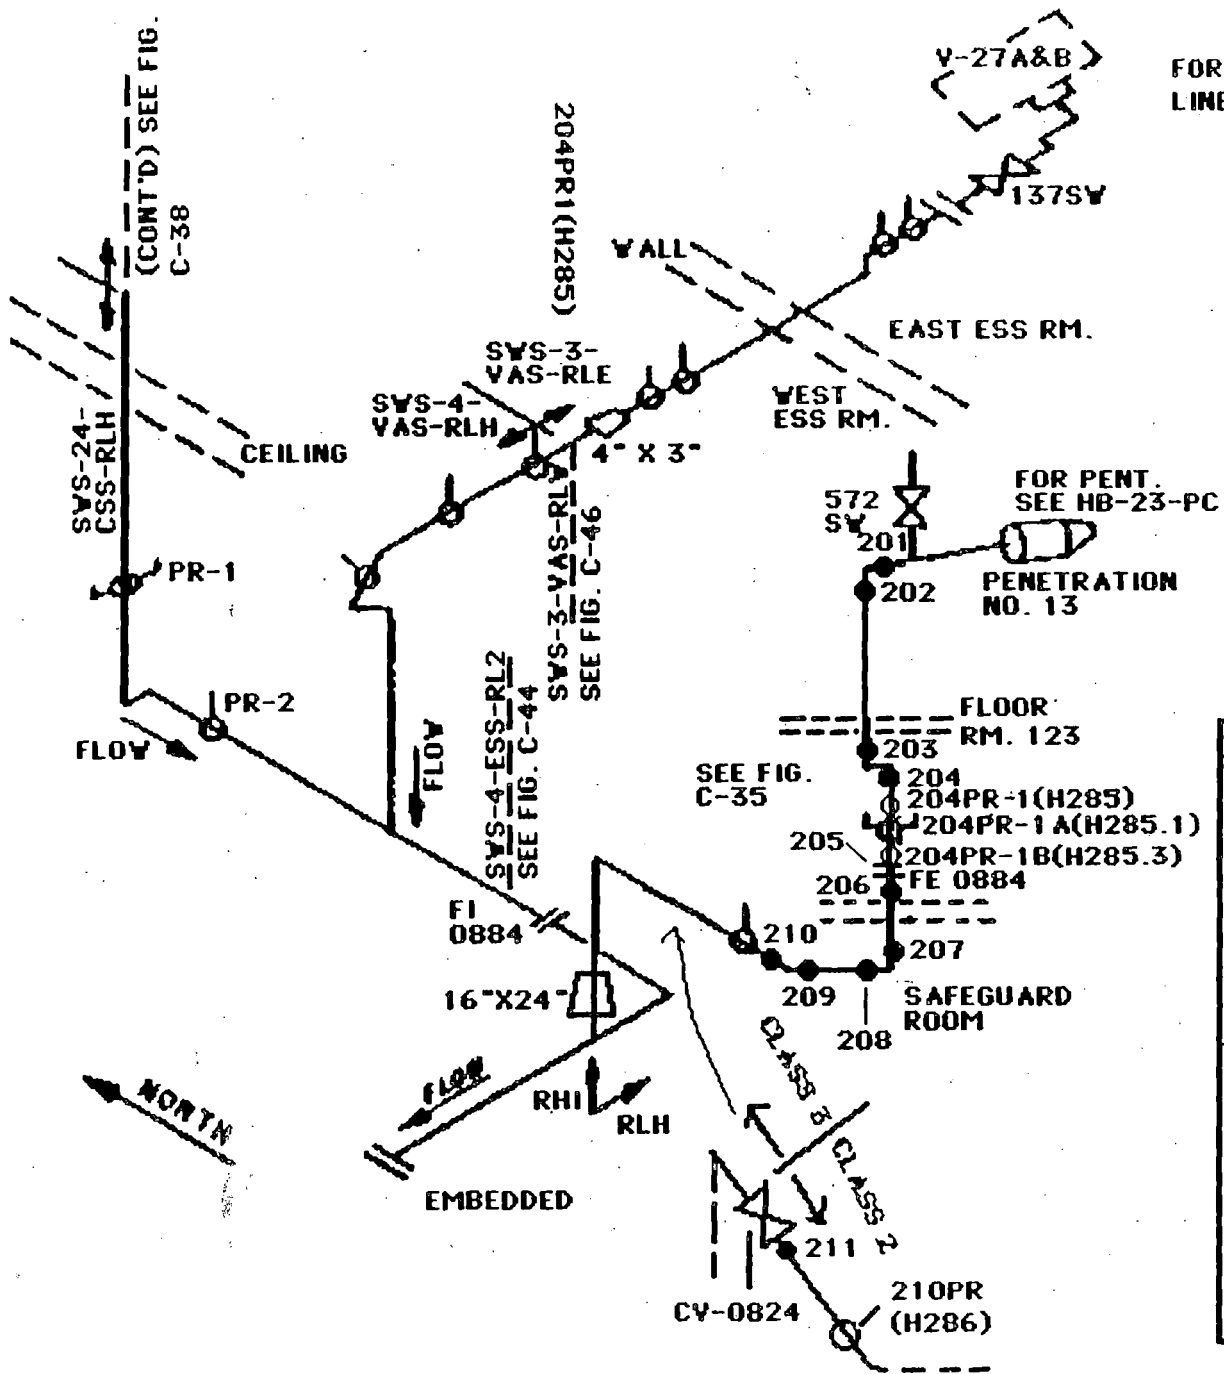 V-27A&B
FOR
LINE
(CONT'D) SEE FIG.
C-38
204PR1(H285)
137SW
WALL
EAST ESS RM.
SWS-3-
VAS-RLE
SWS-4-
VAS-RLH
WEST
ESS RM.
4" X 3"
CEILING
SWS-24-
CSS-RLH
FOR PENT.
SEE HB-23-PC
572
SW
201
202
PENETRATION
NO. 13
PR-1
SWS-3-VAS-RL
SEE FIG. C-46
PR-2
FLOW
FLOW
SWS-4-ESS-RL2
SEE FIG. C-44
FLOOR
RM. 123
203
SEE FIG.
C-35
204
204PR-1(H285)
204PR-1A(H285.1)
205
204PR-1B(H285.3)
206
FE 0884
FI
0884
210
207
209
208
SAFEGUARD
ROOM
16"X24"
CLASS 3
CLASS 2
FLOW
RHI
RLH
NORTH
EMBEDDED
211
CV-0824
210PR
(H286)